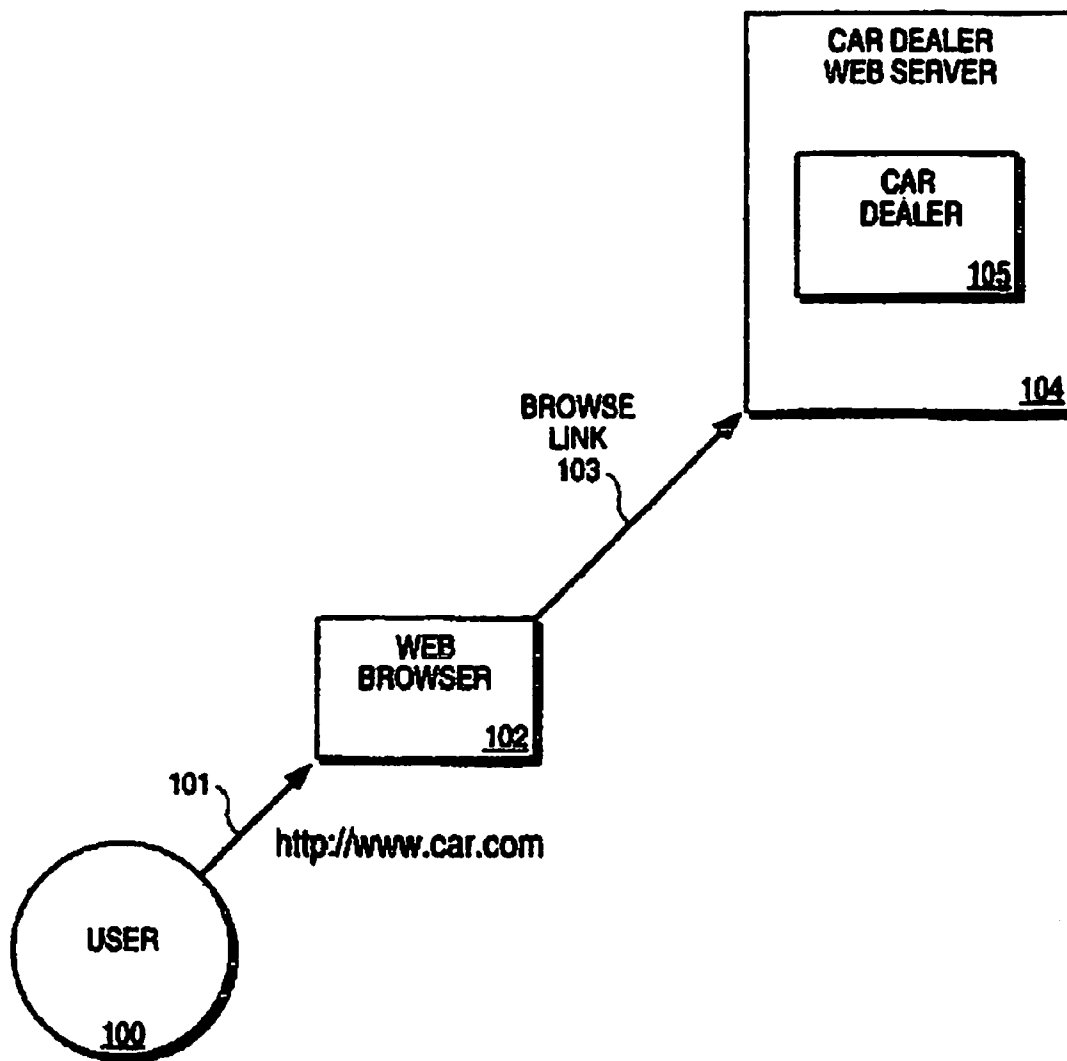 CAR DEALER
WEB SERVER
CAR
DEALER
105
104
BROWSE
LINK
103
WEB
BROWSER
102
101
http://www.car.com
USER
100